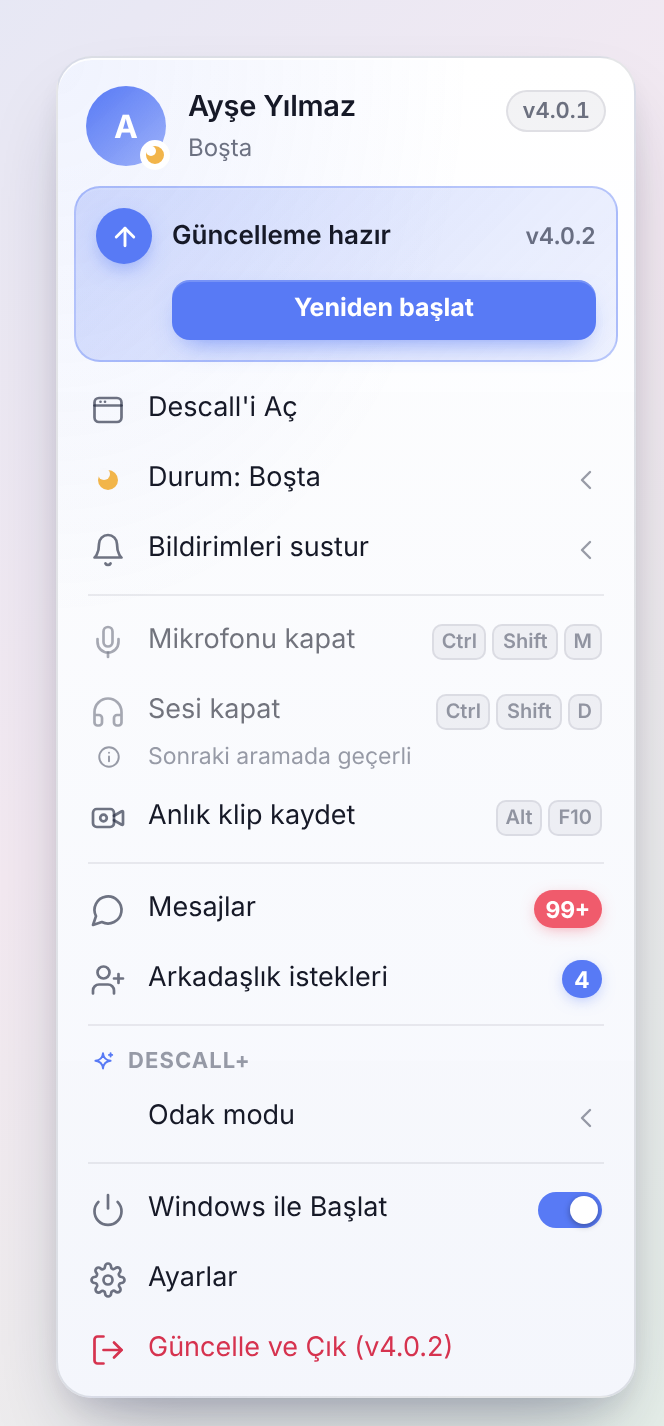 A
Ayşe Yılmaz
v4.0.1
Boşta
Güncelleme hazır
v4.0.2
Yeniden başlat
Descall'i Aç
Durum: Boşta
Bildirimleri sustur
Mikrofonu kapat Ctrl Shift M
Sesi kapat Ctrl Shift D
Sonraki aramada geçerli
Anlık klip kaydet Alt F10
Mesajlar 99+
Arkadaşlık istekleri 4
DESCALL+
Odak modu
Windows ile Başlat
Ayarlar
Güncelle ve Çık (v4.0.2)